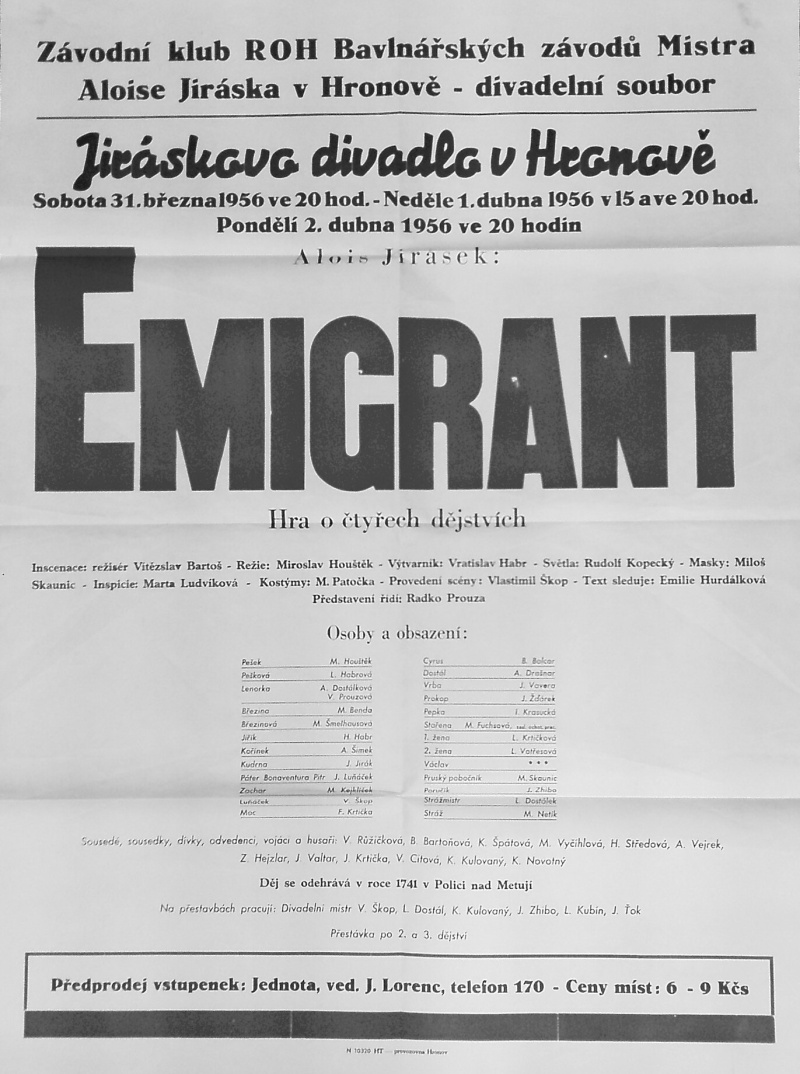 Závodní klub ROH Bavlnářských závodů Mistra
Aloise Jiráska v Hronově - divadelní soubor
Jiráskovo divadlo v Hronově
Sobota 31. března 1956 ve 20 hod. - Neděle 1. dubna 1956 v 15 a ve 20 hod.
Pondělí 2. dubna 1956 ve 20 hodin
Alois Jirasek:
EMIGRANT
Hra o čtyřech dějstvích
Inscenace: režisér Vítězslav Bartoš - Režie: Miroslav Houštěk - Výtvarník: Vratislav Habr - Světla: Rudolf Kopecký - Masky: Miloš
Skaunic - Inspicie: Marta Ludvíková - Kostýmy: M. Patočka - Provedení scény: Vlastimil Škop - Text sleduje: Emilie Hurdálková
Představení řídí: Radko Prouza
Osoby a obsazení:
Pešek M. Houštěk
Pešková L. Habrová
Lenorka A. Dostálková
V. Prouzová
Březina M. Benda
Březinová M. Šmelhousová
Jiřík H. Habr
Kořínek A. Šimek
Kudrna J. Jirák
Páter Bonaventura Pitr J. Luňáček
Zachar M. Kejklíček
Luňáček V. Škop
Moc F. Krtička
Cyrus B. Balcar
Dostál A. Drašnar
Vrba J. Vavera
Prokop J. Žďárek
Pepka I. Krasucká
Stařena M. Fuchsová,
1. žena L. Krtičková
2. žena L. Vatřesová
Václav * * *
Pruský pobočník M. Skaunic
Poručík J. Zhibo
Strážmistr L. Dostálek
Stráž M. Netík
Sousedé, sousedky, dívky, odvedenci, vojáci a husaři: V. Růžičková, B. Bartoňová, K. Špátová, M. Vyčihlová, H. Středová, A. Vejrek,
Z. Hejzlar, J. Valtar, J. Krtička, V. Citová, K. Kulovaný, K. Novotný
Děj se odehrává v roce 1741 v Polici nad Metují
Na přestavbách pracují: Divadelní mistr V. Škop, L. Dostál, K. Kulovaný, J. Zhibo, L. Kubín, J. Ťok
Přestávka po 2. a 3. dějství
Předprodej vstupenek: Jednota, ved. J. Lorenc, telefon 170 - Ceny míst: 6 - 9 Kčs
N 10320 HT — provozovna Hronov